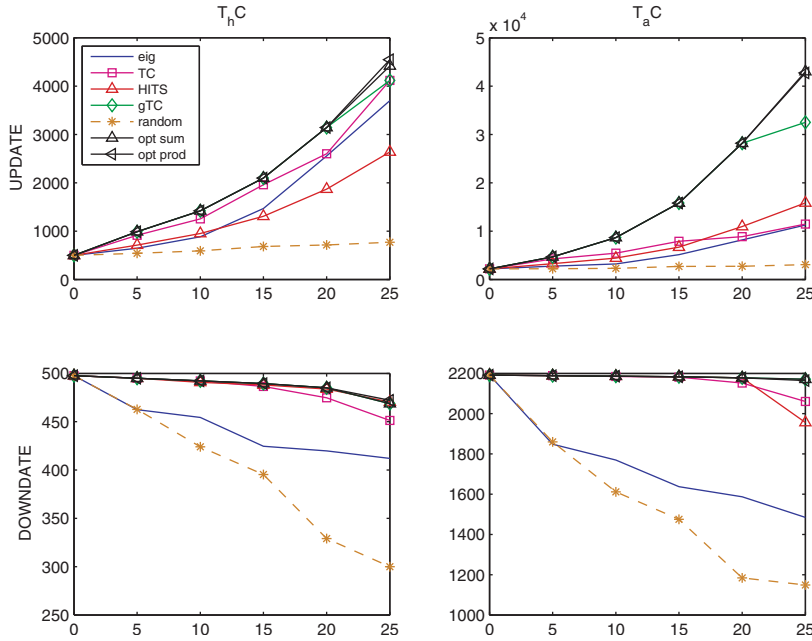 T_hC
UPDATE
5000
4000
3000
2000
1000
0
eig
TC
HITS
gTC
random
opt sum
opt prod
0 5 10 15 20 25
T_aC
x 10^4
5
4
3
2
1
0
0 5 10 15 20 25
DOWNDATE
500
450
400
350
300
250
0 5 10 15 20 25
2200
2000
1800
1600
1400
1200
1000
0 5 10 15 20 25